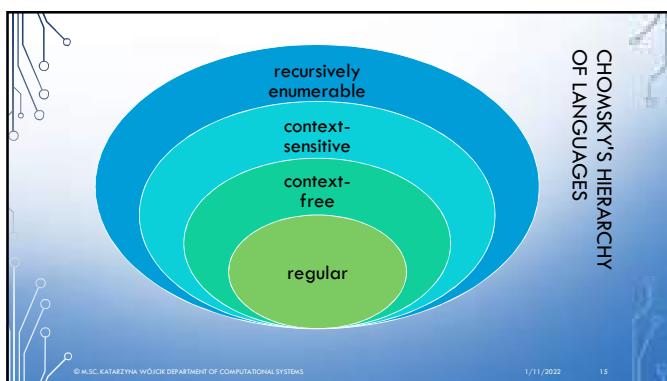 CHOMSKY'S HIERARCHY
OF LANGUAGES
recursively
enumerable
context-
sensitive
context-
free
regular
© M.SC. KATARZYNA WÓJCIK DEPARTMENT OF COMPUTATIONAL SYSTEMS
1/11/2022
15